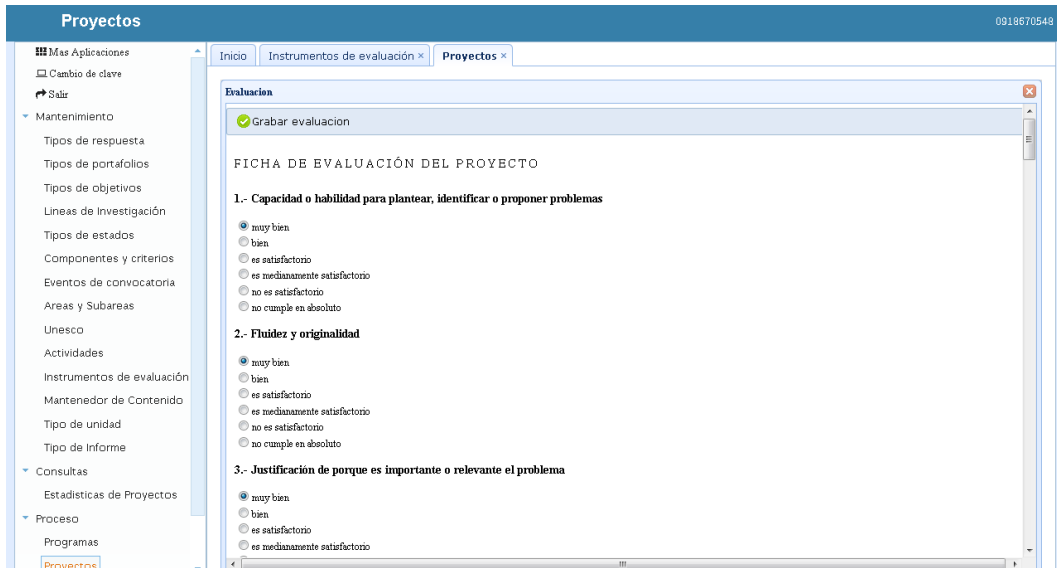 Proyectos
0918670548
Mas Aplicaciones
Cambio de clave
Salir
Mantenimiento
Tipos de respuesta
Tipos de portafolios
Tipos de objetivos
Lineas de Investigación
Tipos de estados
Componentes y criterios
Eventos de convocatoria
Areas y Subareas
Unesco
Actividades
Instrumentos de evaluación
Mantenedor de Contenido
Tipo de unidad
Tipo de Informe
Consultas
Estadisticas de Proyectos
Proceso
Programas
Proyectos
Inicio
Instrumentos de evaluación
Proyectos
Evaluacion
Grabar evaluacion
FICHA DE EVALUACIÓN DEL PROYECTO
1.- Capacidad o habilidad para plantear, identificar o proponer problemas
muy bien
bien
es satisfactorio
es medianamente satisfactorio
no es satisfactorio
no cumple en absoluto
2.- Fluidez y originalidad
muy bien
bien
es satisfactorio
es medianamente satisfactorio
no es satisfactorio
no cumple en absoluto
3.- Justificación de porque es importante o relevante el problema
muy bien
bien
es satisfactorio
es medianamente satisfactorio